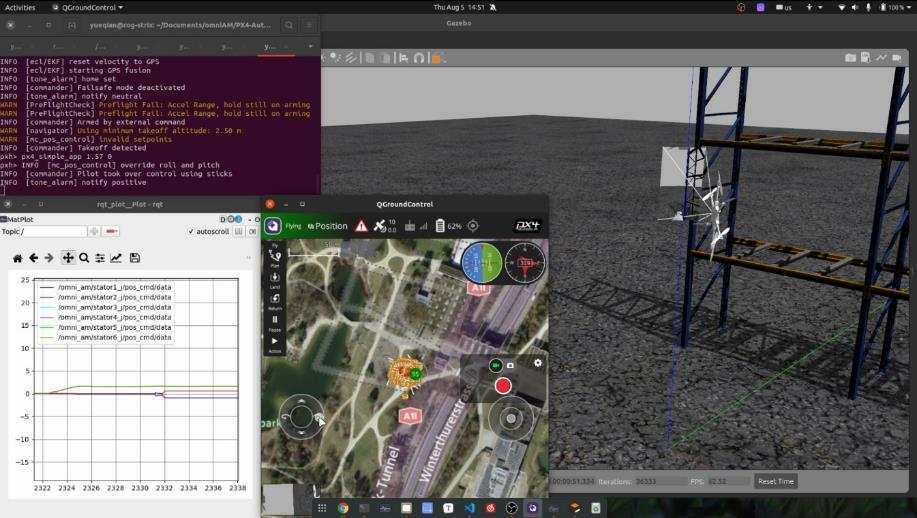 Activities
QGroundControl
Thu Aug 5 14:51
us
100 %
yueqian@rog-strix: ~/Documents/omniAM/PX4-Aut...
Gazebo
INFO [ecl/EKF] reset velocity to GPS
INFO [ecl/EKF] starting GPS fusion
INFO [tone_alarm] home set
INFO [commander] Failsafe mode deactivated
INFO [tone_alarm] notify neutral
WARN [PreFlightCheck] Preflight Fail: Accel Range, hold still on arming
WARN [PreFlightCheck] Preflight Fail: Accel Range, hold still on arming
INFO [commander] Armed by external command
WARN [navigator] Using minimum takeoff altitude: 2.50 m
WARN [mc_pos_control] invalid setpoints
INFO [commander] Takeoff detected
pxh> px4_simple_app 1.57 0
pxh> INFO [mc_pos_control] override roll and pitch
INFO [commander] Pilot took over control using sticks
INFO [tone_alarm] notify positive
rqt_plot__Plot - rqt
MatPlot
Topic /
autoscroll
25
20
15
10
5
0
−5
−10
−15
/omni_am/stator1_j/pos_cmd/data
/omni_am/stator2_j/pos_cmd/data
/omni_am/stator3_j/pos_cmd/data
/omni_am/stator4_j/pos_cmd/data
/omni_am/stator5_j/pos_cmd/data
/omni_am/stator6_j/pos_cmd/data
2322 2324 2326 2328 2330 2332 2334 2336 2338
QGroundControl
Flying
Position
10
0.0
62%
PX4
Fly
Plan
Land
Return
Pause
Action
319
A1I
A1I
park
k-Tunnel
Winterthurerstrasse
00:00:51.334 Iterations: 36333 FPS: 62.52 Reset Time